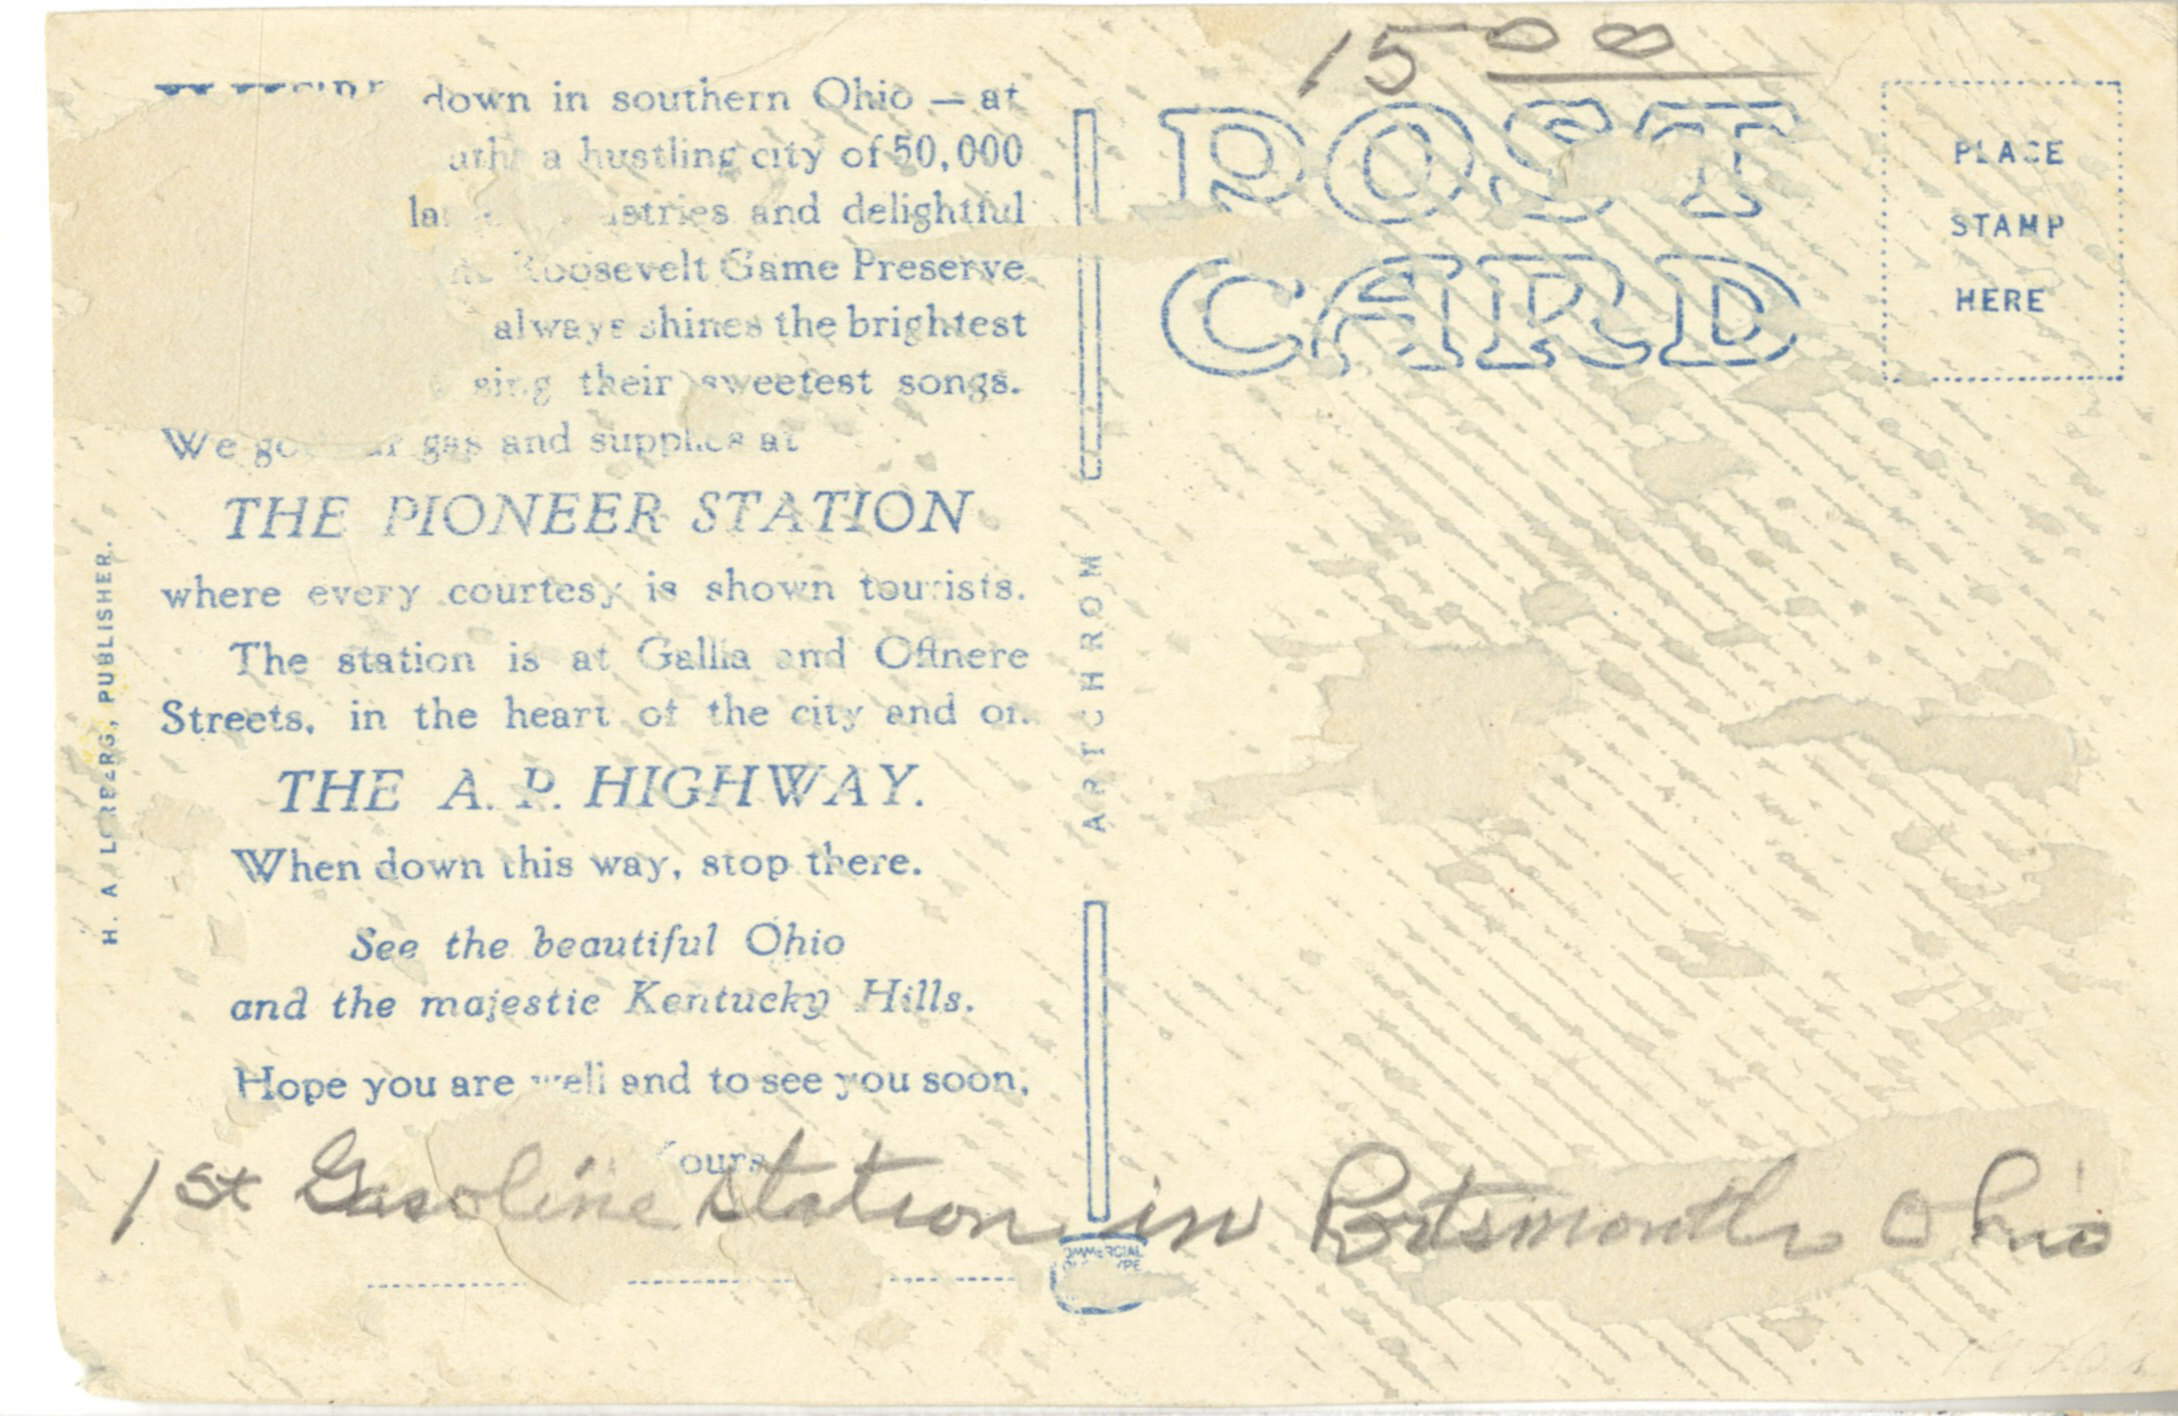 down in southern Ohio — at
a hustling city of 50,000
and delightful
Roosevelt Game Preserve
always shines the brightest
sing their sweetest songs.
We gas and supplies at
THE PIONEER STATION
where every courtesy is shown tourists.
The station is at Gallia and Offnere
Streets, in the heart of the city and on
THE A. P. HIGHWAY.
When down this way, stop there.
See the beautiful Ohio
and the majestic Kentucky Hills.
Hope you are well and to see you soon,
Yours
H. A. LORBERG, PUBLISHER.
ARTCHROM
COMMERCIAL
15 00
POST
CARD
PLACE
STAMP
HERE
1st Gasoline Station in Portsmouth Ohio